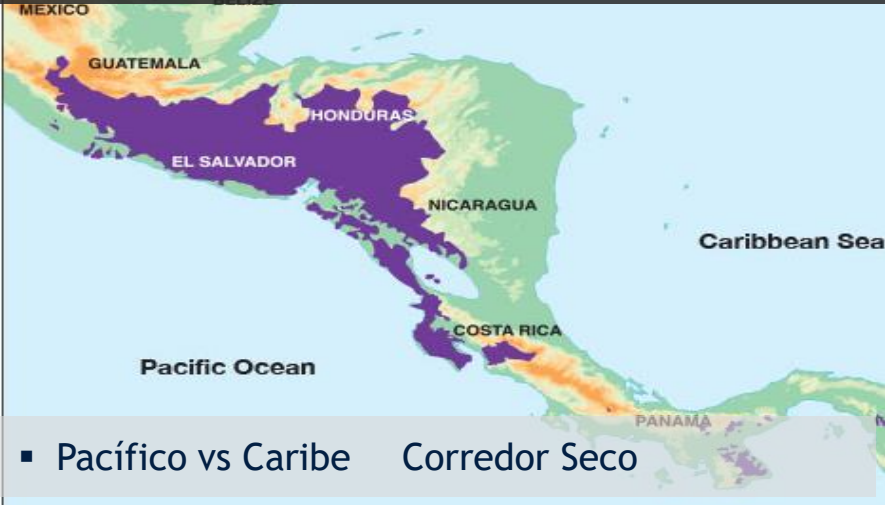 MEXICO
GUATEMALA
HONDURAS
EL SALVADOR
NICARAGUA
Caribbean Sea
COSTA RICA
Pacific Ocean
PANAMA
▪ Pacífico vs Caribe Corredor Seco